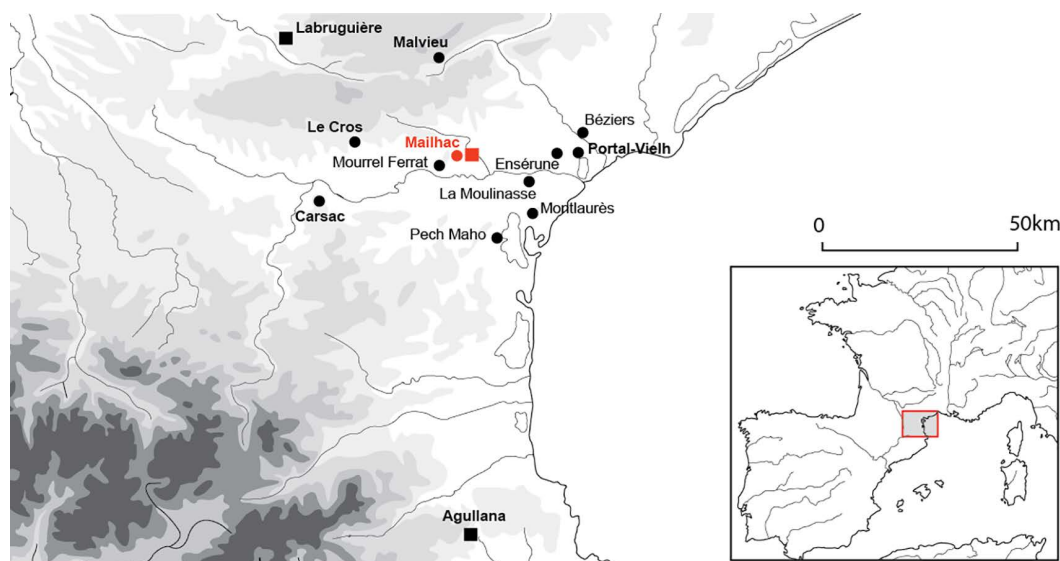 Labruguière
Malvieu
Béziers
Le Cros
Mailhac
Portal-Vielh
Mourrel Ferrat
Ensérune
La Moulinasse
Carsac
Montlaurès
Pech Maho
0 50km
Agullana